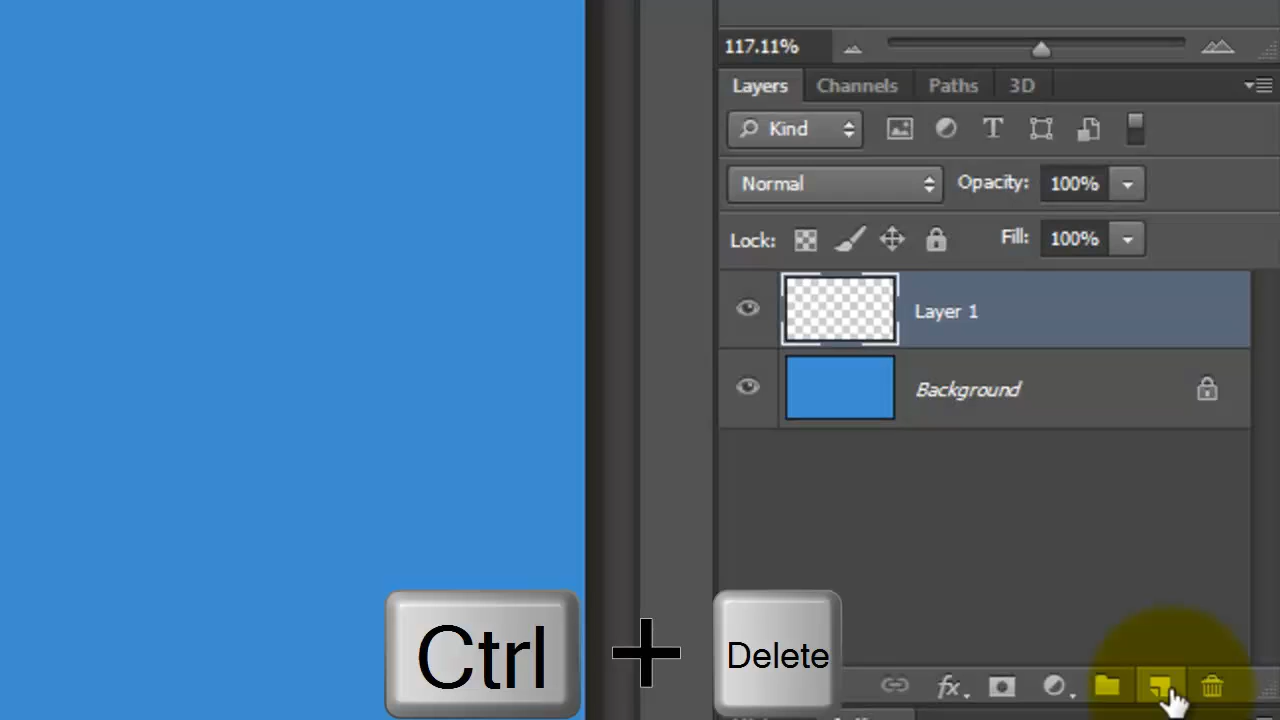 117.11%
Layers Channels Paths 3D
Kind T
Normal Opacity: 100%
Lock: Fill: 100%
Layer 1
Background
Ctrl + Delete
fx